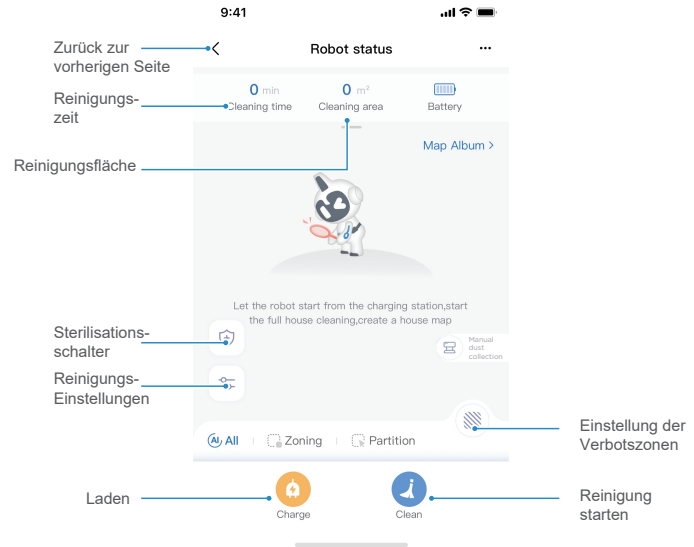 9:41
Zurück zur
vorherigen Seite
Robot status
Reinigungs-
zeit
0 min
0 m²
Cleaning time
Cleaning area
Battery
Map Album >
Reinigungsfläche
Let the robot start from the charging station,start
the full house cleaning,create a house map
Sterilisations-
schalter
Manual
dust
collection
Reinigungs-
Einstellungen
Einstellung der
Verbotszonen
AI All
Zoning
Partition
Laden
Charge
Clean
Reinigung
starten